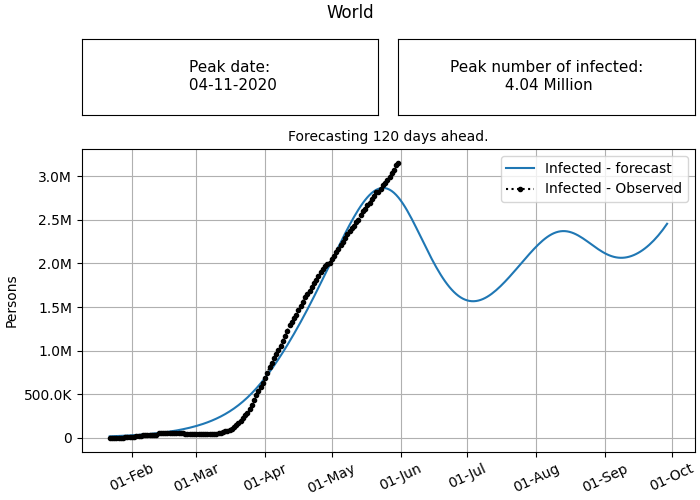 World
Peak date:
04-11-2020
Peak number of infected:
4.04 Million
Forecasting 120 days ahead.
Infected - forecast
Infected - Observed
Persons
3.0M
2.5M
2.0M
1.5M
1.0M
500.0K
0
01-Feb
01-Mar
01-Apr
01-May
01-Jun
01-Jul
01-Aug
01-Sep
01-Oct